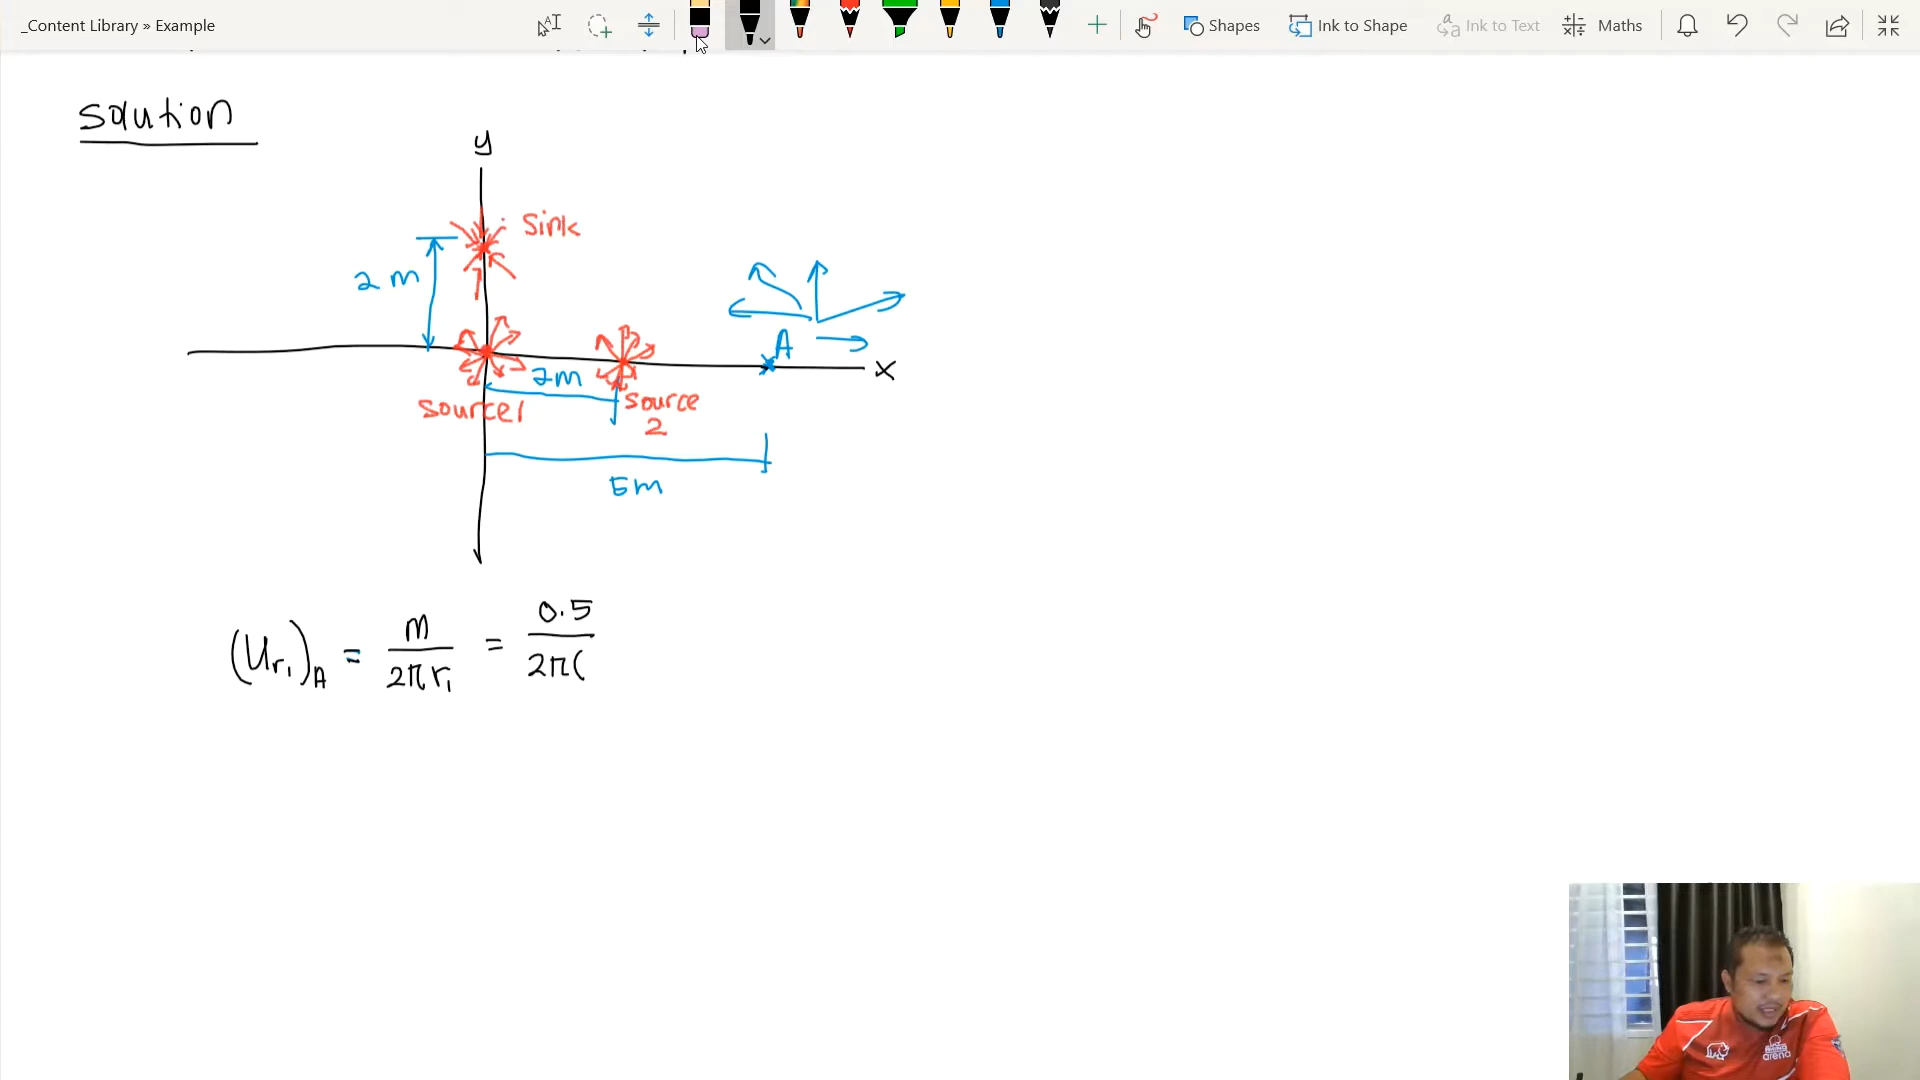 _Content Library » Example
Shapes
Ink to Shape
Ink to Text
Maths
solution
y
sink
2 m
A
x
2m
source1
source
2
5m
(Ur₁)A = m/2πr₁ = 0.5/2π(
arena